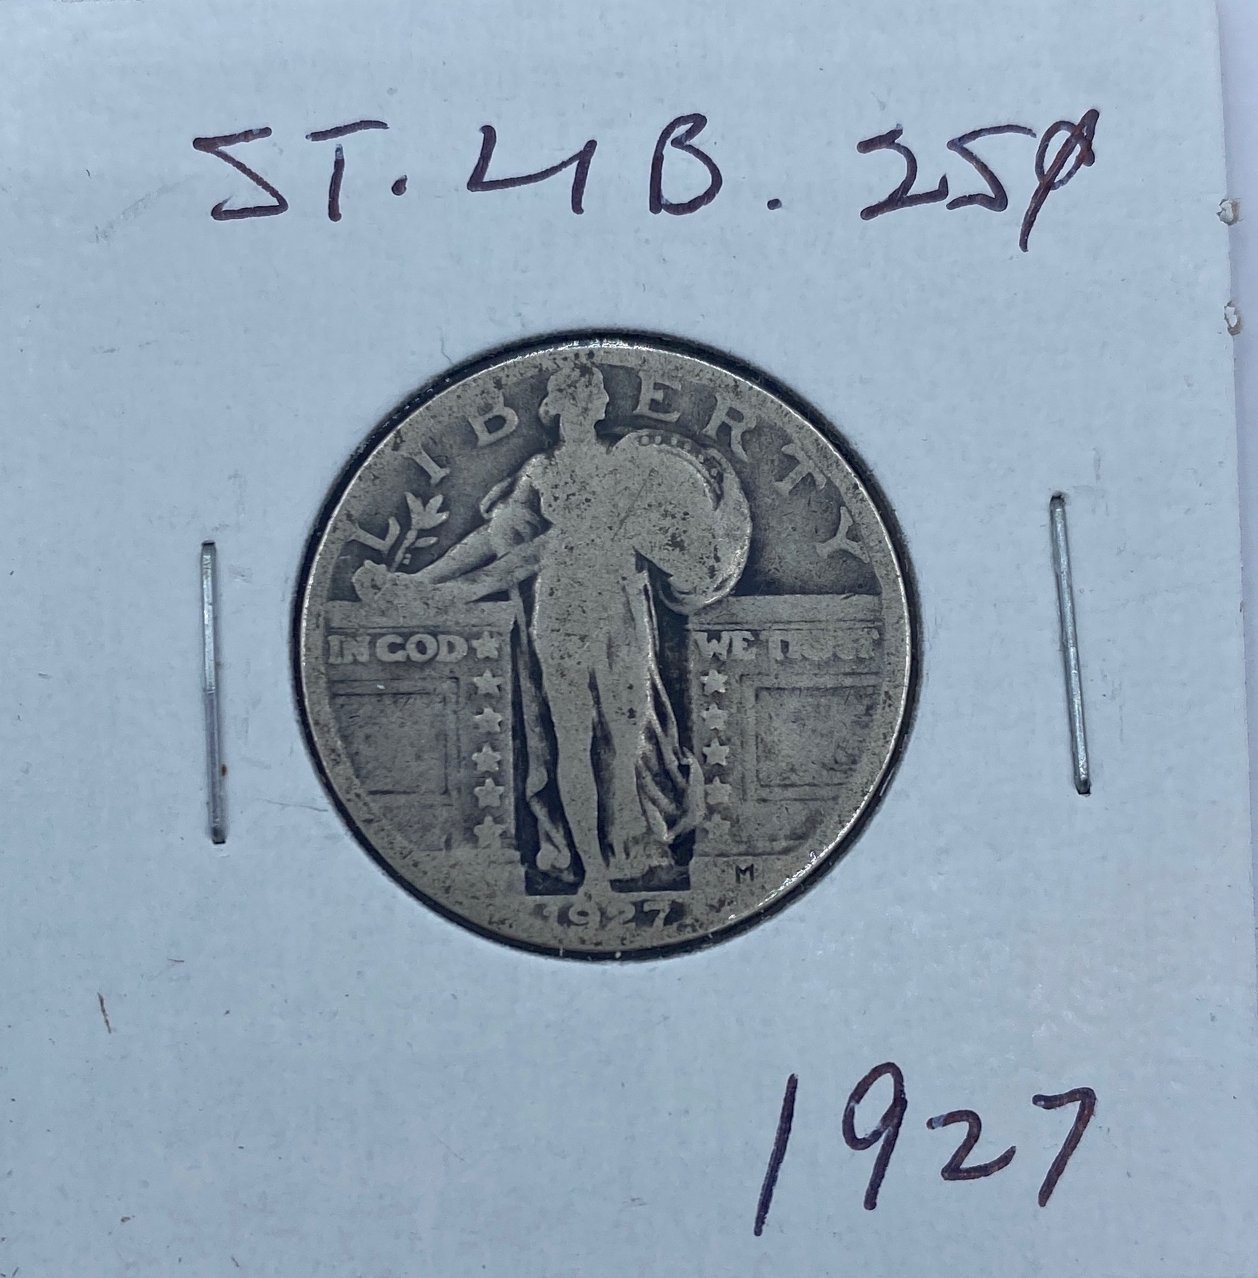 ST. LIB. 25¢
LIBERTY
IN GOD WE TRUST
M
1927
1927